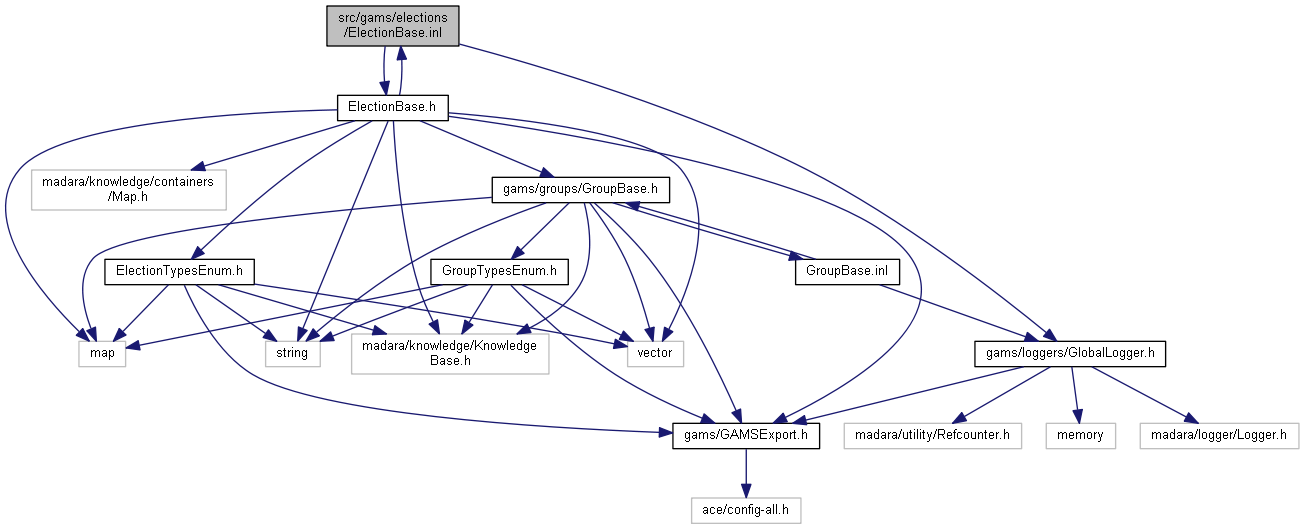 src/gams/elections
/ElectionBase.inl
ElectionBase.h
madara/knowledge/containers
/Map.h
gams/groups/GroupBase.h
ElectionTypesEnum.h
GroupTypesEnum.h
GroupBase.inl
map
string
madara/knowledge/Knowledge
Base.h
vector
gams/loggers/GlobalLogger.h
gams/GAMSExport.h
madara/utility/Refcounter.h
memory
madara/logger/Logger.h
ace/config-all.h